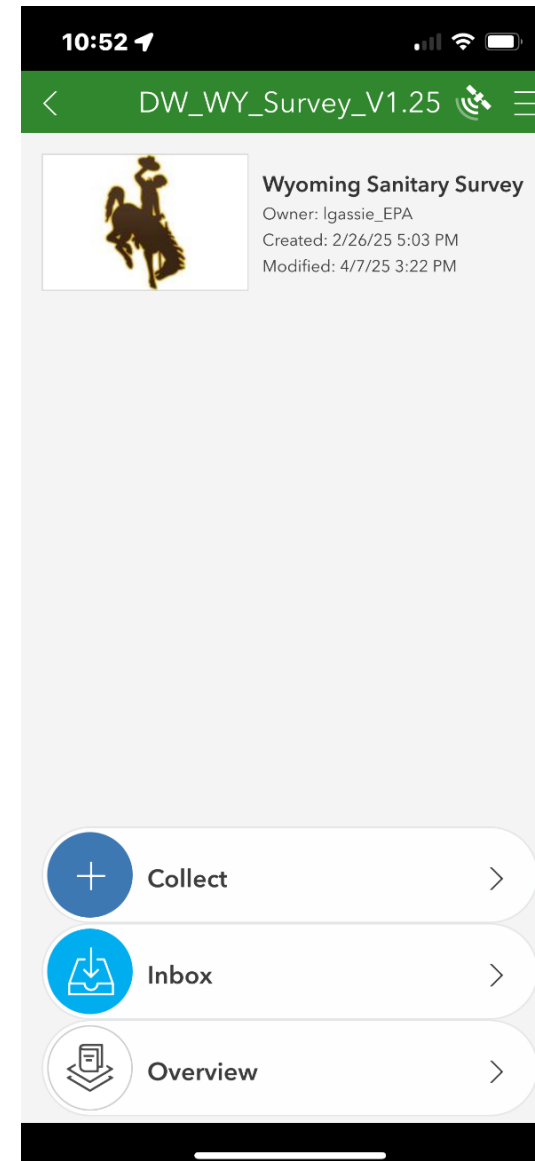 10:52
DW_WY_Survey_V1.25
Wyoming Sanitary Survey
Owner: lgassie_EPA
Created: 2/26/25 5:03 PM
Modified: 4/7/25 3:22 PM
Collect
Inbox
Overview